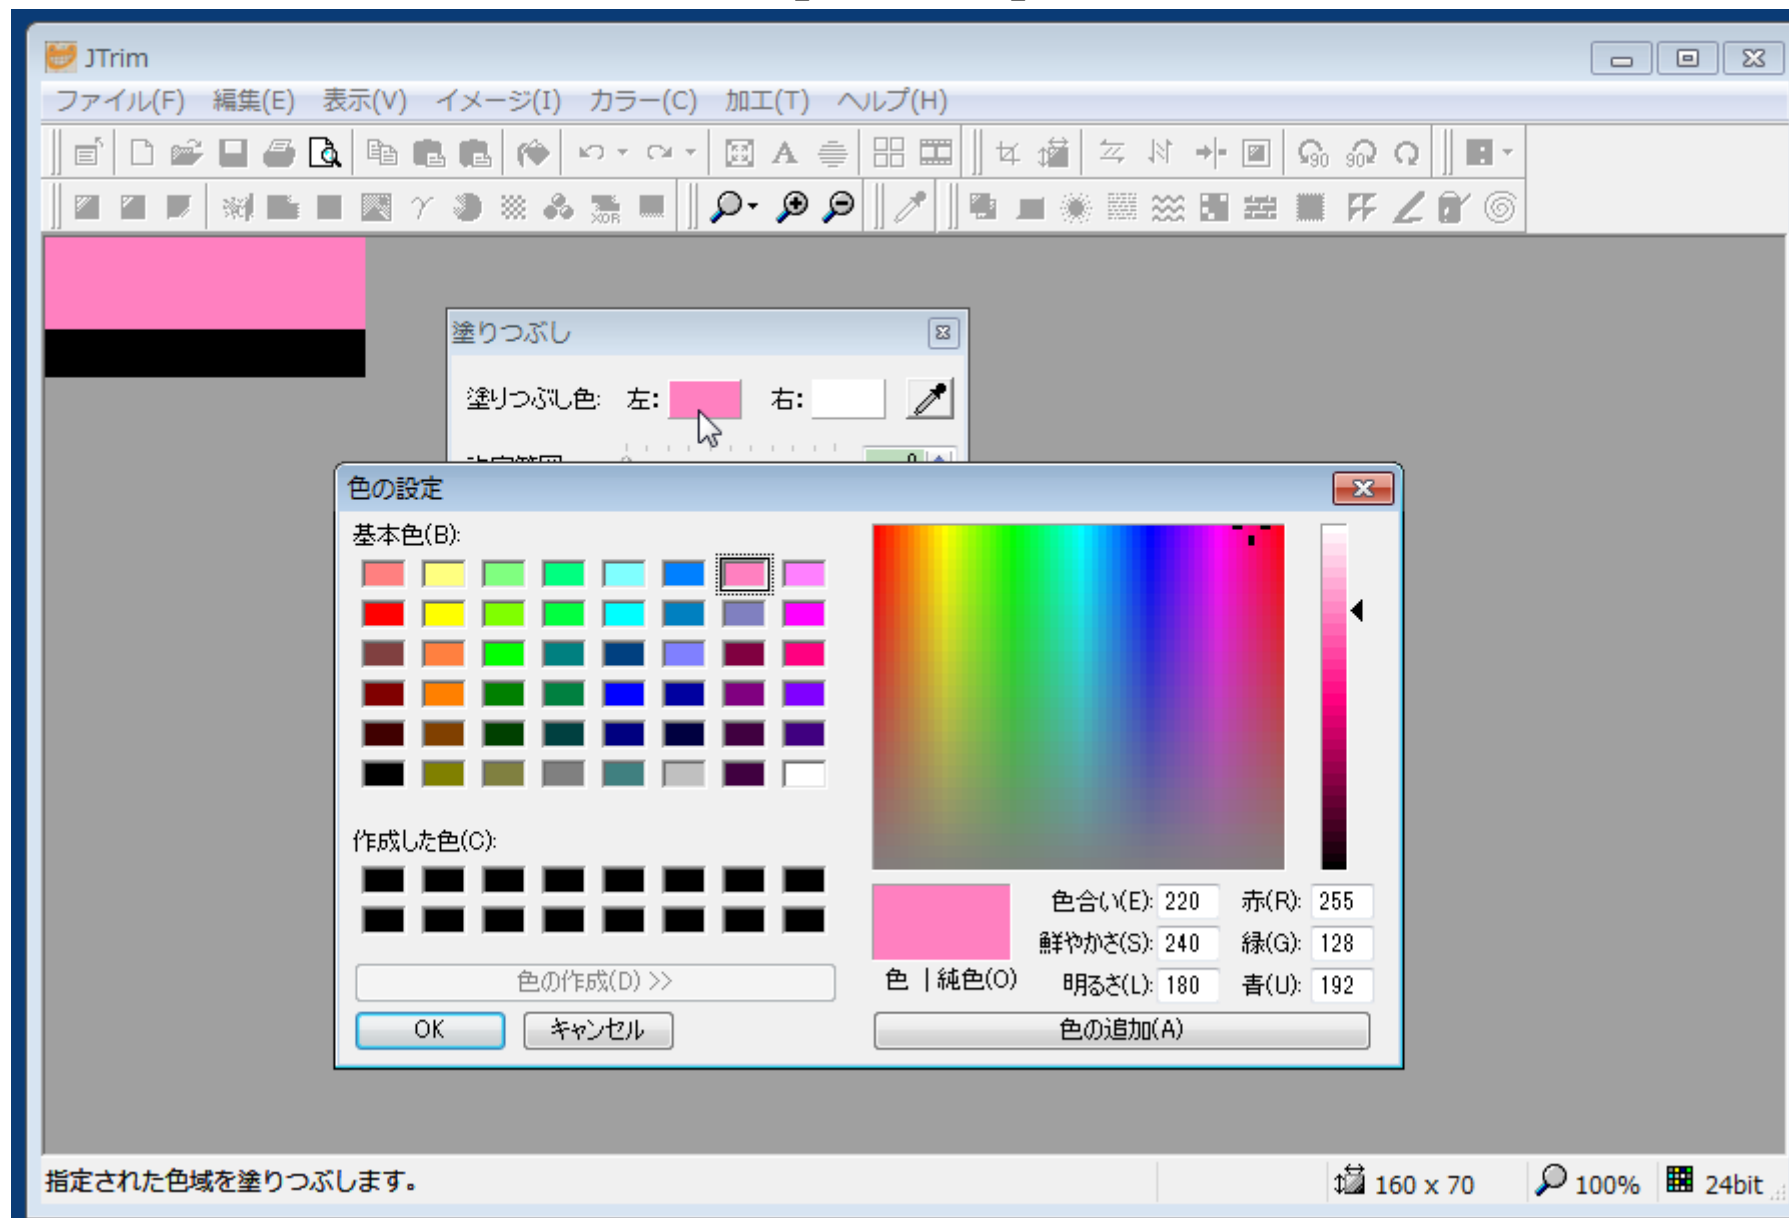 JTrim
ファイル(F) 編集(E) 表示(V) イメージ(I) カラー(C) 加工(T) ヘルプ(H)
A 90 90
γ XOR
塗りつぶし
塗りつぶし色: 左: 右:
0
色の設定
基本色(B):
作成した色(C):
色の作成(D) >>
OK キャンセル
色 | 純色(O)
色合い(E): 220 赤(R): 255
鮮やかさ(S): 240 緑(G): 128
明るさ(L): 180 青(U): 192
色の追加(A)
指定された色域を塗りつぶします。 160 x 70 100% 24bit